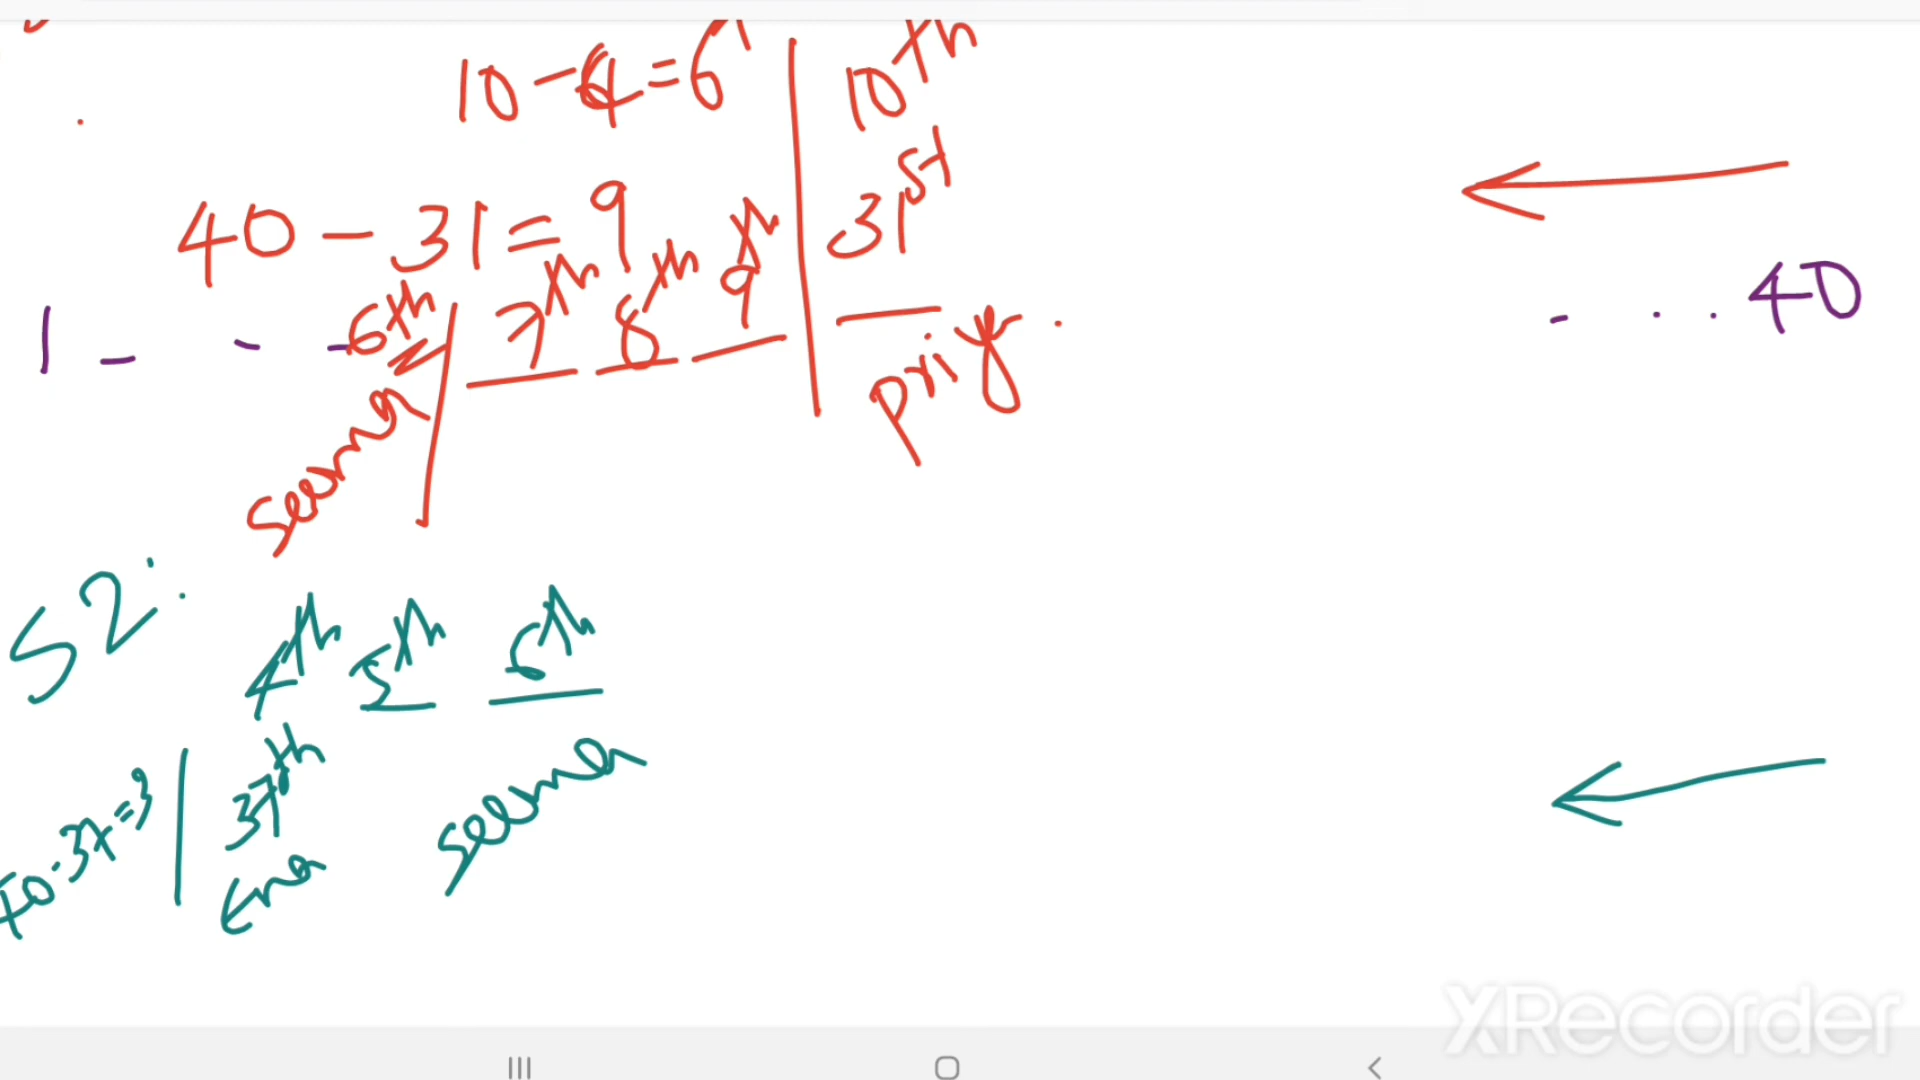 10 - 4 = 6
10th
40 - 31 = 9
31st
1 - - - 6th 7th 8th 9th
. . . 40
seema
priy
S2:
4th 5th 6th
37th
40 - 37 = 3
seema
Ena
XRecorder